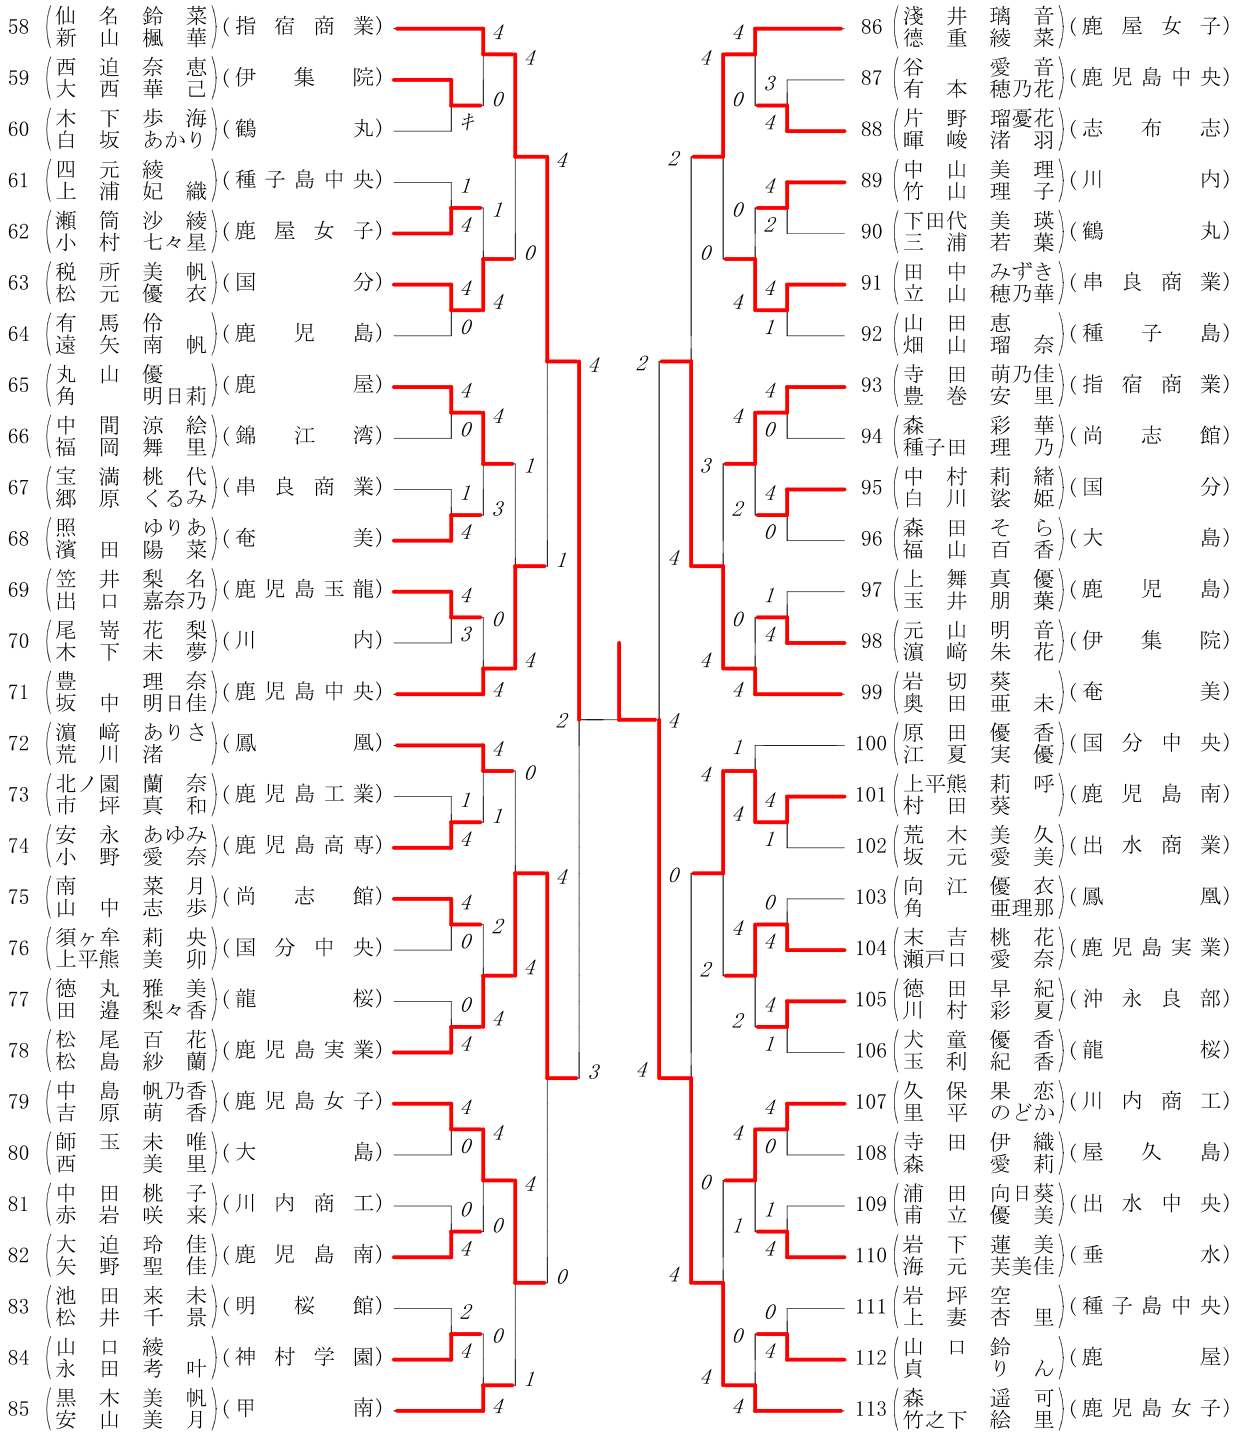 58 (仙名鈴菜
新山楓華) (指宿商業)
59 (西迫奈恵
大西華己) (伊集院)
60 (木下歩海
白坂あかり) (鶴丸)
61 (四元綾
上浦妃織) (種子島中央)
62 (瀬筒沙綾
小村七々星) (鹿屋女子)
63 (税所美帆
松元優衣) (国分)
64 (有馬伶
遠矢南帆) (鹿児島)
65 (丸山優
角明日莉) (鹿屋)
66 (中間涼絵
福岡舞里) (錦江湾)
67 (宝満桃代
郷原くるみ) (串良商業)
68 (照ゆりあ
濱田陽菜) (奄美)
69 (笠井梨名
出口嘉奈乃) (鹿児島玉龍)
70 (尾嵜花梨
木下未夢) (川内)
71 (豊理奈
坂中明日佳) (鹿児島中央)
72 (濵﨑ありさ
荒川渚) (鳳凰)
73 (北ノ園蘭奈
市坪真和) (鹿児島工業)
74 (安永あゆみ
小野愛奈) (鹿児島高専)
75 (南菜月
山中志歩) (尚志館)
76 (須ヶ牟莉央
上平熊美卯) (国分中央)
77 (徳丸雅美
田邉梨々香) (龍桜)
78 (松尾百花
松島紗蘭) (鹿児島実業)
79 (中島帆乃香
吉原萌香) (鹿児島女子)
80 (師玉未唯
西美里) (大島)
81 (中田桃子
赤岩咲来) (川内商工)
82 (大迫玲佳
矢野聖佳) (鹿児島南)
83 (池田来未
松井千景) (明桜館)
84 (山口綾
永田考叶) (神村学園)
85 (黒木美帆
安山美月) (甲南)
4
0
キ
4
1
4
1
4
0
4
0
4
4
0
4
1
4
3
1
4
3
4
4
1
4
2
4
1
4
1
0
4
0
2
0
4
4
4
4
3
4
0
4
0
4
0
4
2
4
0
4
1
0
86 (淺井璃音
德重綾菜) (鹿屋女子)
87 (谷愛音
有本穂乃花) (鹿児島中央)
88 (片野瑠憂花
暉峻渚羽) (志布志)
89 (中山美理
竹山理子) (川内)
90 (下田代美瑛
三浦若葉) (鶴丸)
91 (田中みずき
立山穂乃華) (串良商業)
92 (山田恵
畑山瑠奈) (種子島)
93 (寺田萌乃佳
豊巻安里) (指宿商業)
94 (森彩華
種子田理乃) (尚志館)
95 (中村莉緒
白川裟姫) (国分)
96 (森田そら
福山百香) (大島)
97 (上舞真優
玉井朋葉) (鹿児島)
98 (元山明音
濵﨑朱花) (伊集院)
99 (岩切葵
奥田亜未) (奄美)
100 (原田優香
江夏実優) (国分中央)
101 (上平熊莉呼
村田葵) (鹿児島南)
102 (荒木美久
坂元愛美) (出水商業)
103 (向江優衣
角亜理那) (鳳凰)
104 (末吉桃花
瀬戸口愛奈) (鹿児島実業)
105 (徳田早紀
川村彩夏) (沖永良部)
106 (犬童優香
玉利紀香) (龍桜)
107 (久保果恋
里平のどか) (川内商工)
108 (寺田伊織
森愛莉) (屋久島)
109 (浦田向日葵
甫立優美) (出水中央)
110 (岩下蓮美
海元芙美佳) (垂水)
111 (岩坪空
上妻杏里) (種子島中央)
112 (山口鈴
貞りん) (鹿屋)
113 (森遥可
竹之下絵里) (鹿児島女子)
4
3
0
4
2
4
0
2
0
4
4
1
2
4
4
0
3
4
2
0
4
1
0
4
4
4
4
1
4
4
4
1
0
0
4
4
2
4
2
1
4
4
4
0
0
1
1
4
4
0
0
4
4
4